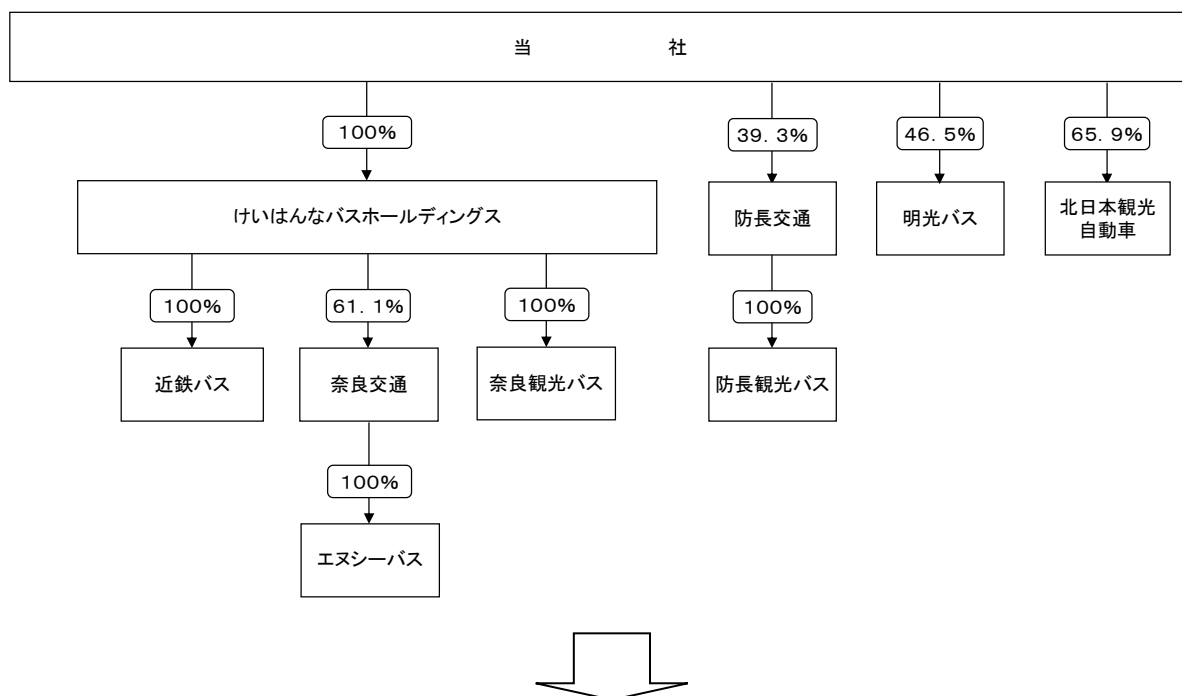 当　社
100%
39. 3%
46. 5%
65. 9%
けいはんなバスホールディングス
防長交通
明光バス
北日本観光
自動車
100%
61. 1%
100%
100%
近鉄バス
奈良交通
奈良観光バス
防長観光バス
100%
エヌシーバス